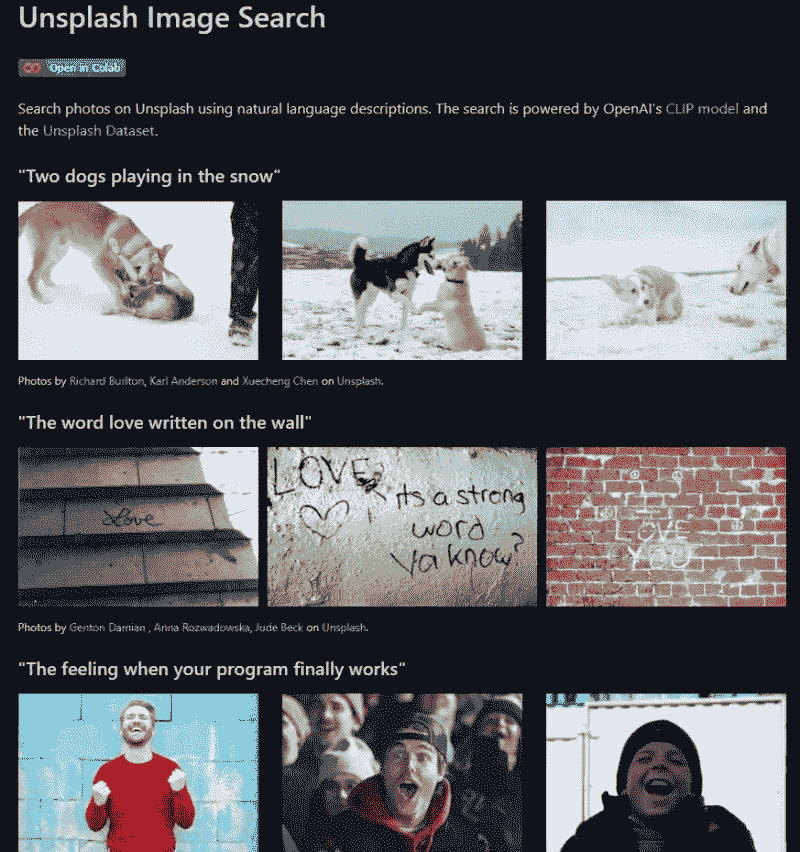 Unsplash Image Search
Open in Colab
Search photos on Unsplash using natural language descriptions. The search is powered by OpenAI's CLIP model and
the Unsplash Dataset.
"Two dogs playing in the snow"
Photos by Richard Burlton, Karl Anderson and Xuecheng Chen on Unsplash.
"The word love written on the wall"
Love
LOVE
its a strong
word
Ya know?
LOVE
YOU
Photos by Genton Damian , Anna Rozwadowska, Jude Beck on Unsplash.
"The feeling when your program finally works"